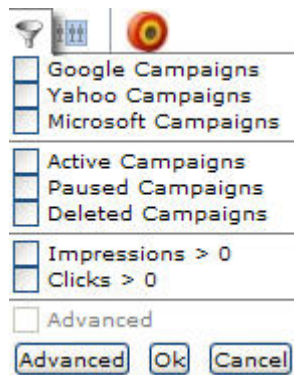 Google Campaigns
Yahoo Campaigns
Microsoft Campaigns
Active Campaigns
Paused Campaigns
Deleted Campaigns
Impressions > 0
Clicks > 0
Advanced
Advanced Ok Cancel